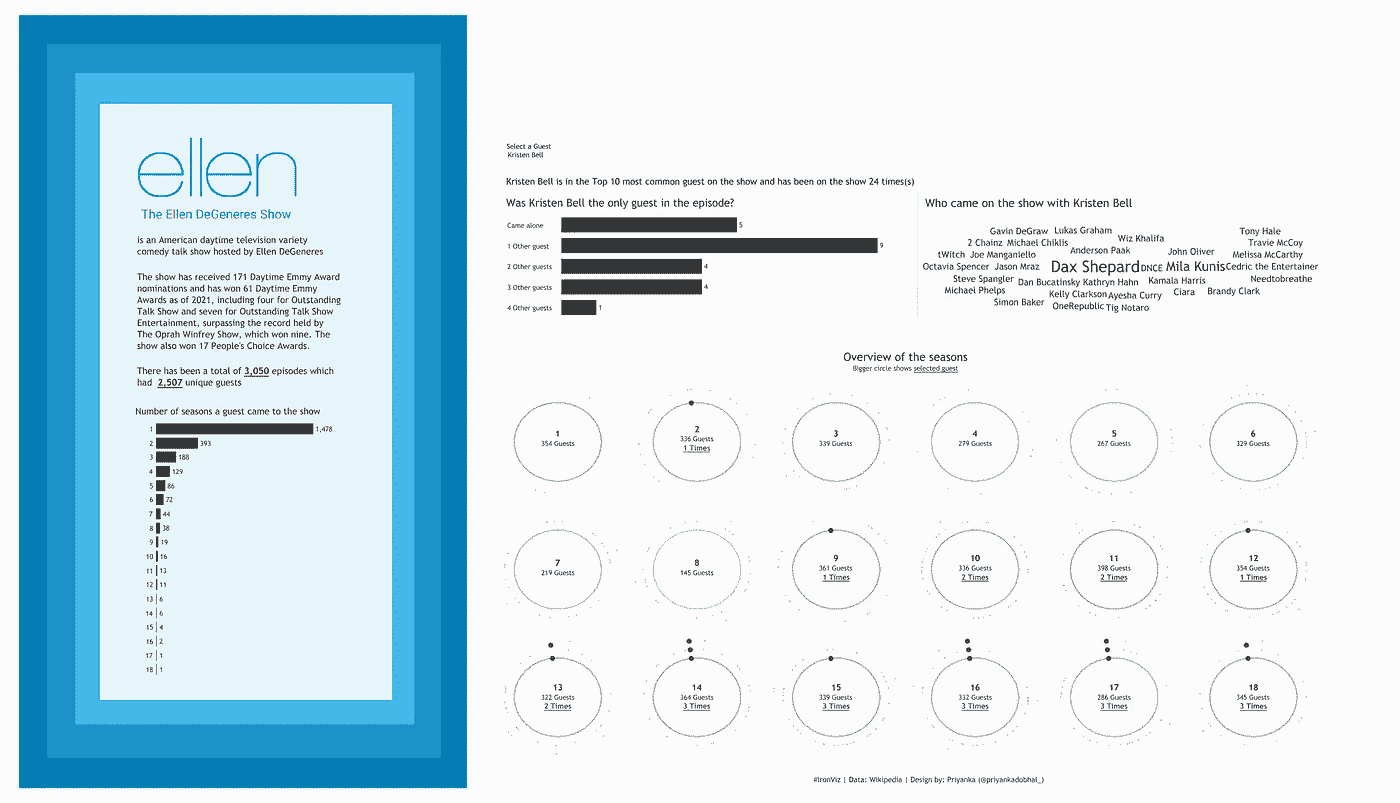 ellen
The Ellen DeGeneres Show
is an American daytime television variety
comedy talk show hosted by Ellen DeGeneres
The show has received 171 Daytime Emmy Award
nominations and has won 61 Daytime Emmy
Awards as of 2021, including four for Outstanding
Talk Show and seven for Outstanding Talk Show
Entertainment, surpassing the record held by
The Oprah Winfrey Show, which won nine. The
show also won 17 People's Choice Awards.
There has been a total of 3,050 episodes which
had 2,507 unique guests
Number of seasons a guest came to the show
1 1,478
2 393
3 188
4 129
5 86
6 72
7 44
8 38
9 19
10 16
11 13
12 11
13 6
14 6
15 4
16 2
17 1
18 1
Select a Guest
Kristen Bell
Kristen Bell is in the Top 10 most common guest on the show and has been on the show 24 times(s)
Was Kristen Bell the only guest in the episode?
Came alone 5
1 Other guest 9
2 Other guests 4
3 Other guests 4
4 Other guests 1
Who came on the show with Kristen Bell
Gavin DeGraw Lukas Graham Tony Hale
2 Chainz Michael Chiklis Wiz Khalifa Travie McCoy
tWitch Joe Manganiello Anderson Paak John Oliver Melissa McCarthy
Octavia Spencer Jason Mraz Dax Shepard DNCE Mila Kunis Cedric the Entertainer
Steve Spangler Dan Bucatinsky Kathryn Hahn Kamala Harris Needtobreathe
Michael Phelps Kelly Clarkson Ayesha Curry Ciara Brandy Clark
Simon Baker OneRepublic Tig Notaro
Overview of the seasons
Bigger circle shows selected guest
1
354 Guests
2
336 Guests
1 Times
3
339 Guests
4
279 Guests
5
267 Guests
6
329 Guests
7
219 Guests
8
145 Guests
9
361 Guests
1 Times
10
336 Guests
2 Times
11
398 Guests
2 Times
12
354 Guests
1 Times
13
322 Guests
2 Times
14
364 Guests
3 Times
15
339 Guests
3 Times
16
332 Guests
3 Times
17
286 Guests
3 Times
18
345 Guests
3 Times
#IronViz | Data: Wikipedia | Design by: Priyanka (@priyankadobhal_)